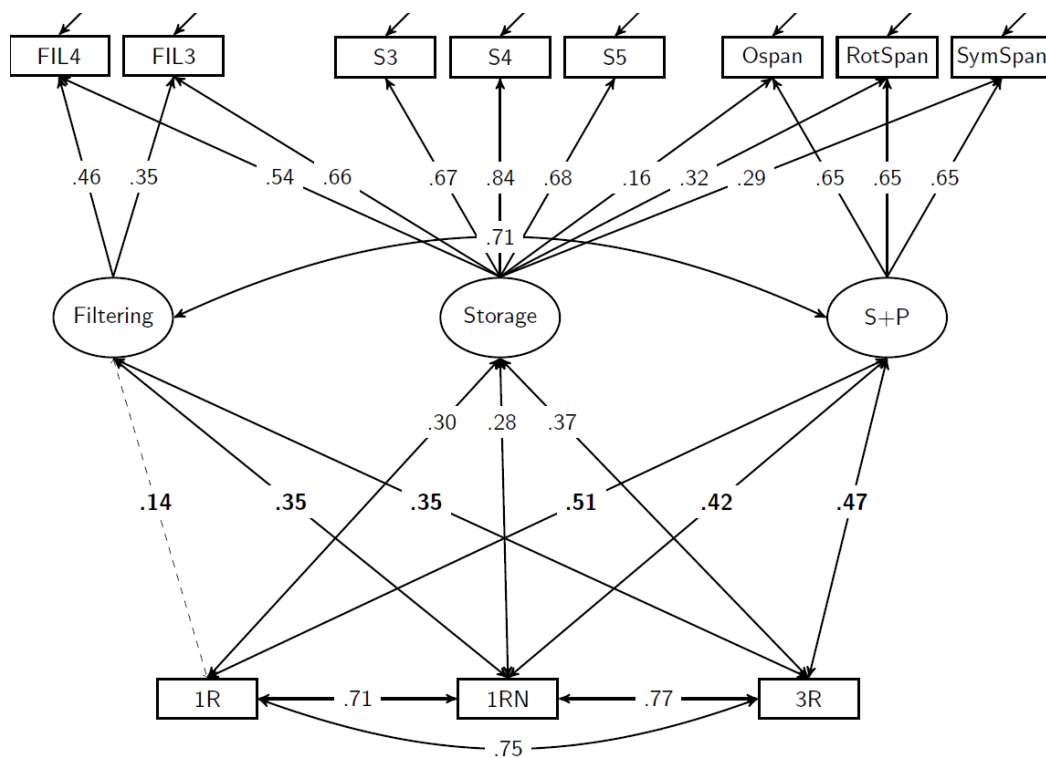 FIL4 FIL3 S3 S4 S5 Ospan RotSpan SymSpan
.46 .35 .54 .66 .67 .84 .68 .16 .32 .29 .65 .65 .65
.71
Filtering Storage S+P
.30 .28 .37
.14 .35 .35 .51 .42 .47
1R .71 1RN .77 3R
.75